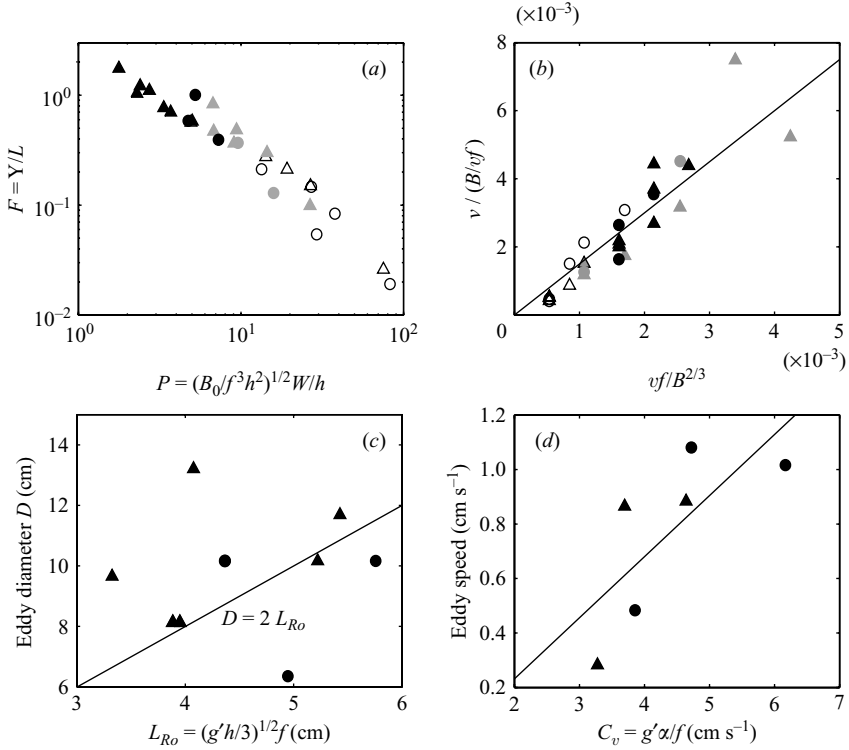 (×10⁻³)
(a)
10⁰
10⁻¹
10⁻²
F = Y/L
10⁰ 10¹ 10²
P = (B₀/f³h²)^1/2 W/h
(b)
8
6
4
2
0
v / (B/vf)
0 1 2 3 4 5
(×10⁻³)
vf/B^2/3
(c)
14
12
10
8
6
Eddy diameter D (cm)
D = 2 L_Ro
3 4 5 6
L_Ro = (g′h/3)^1/2 f (cm)
(d)
1.2
1.0
0.8
0.6
0.4
0.2
Eddy speed (cm s⁻¹)
2 3 4 5 6 7
C_v = g′α/f (cm s⁻¹)